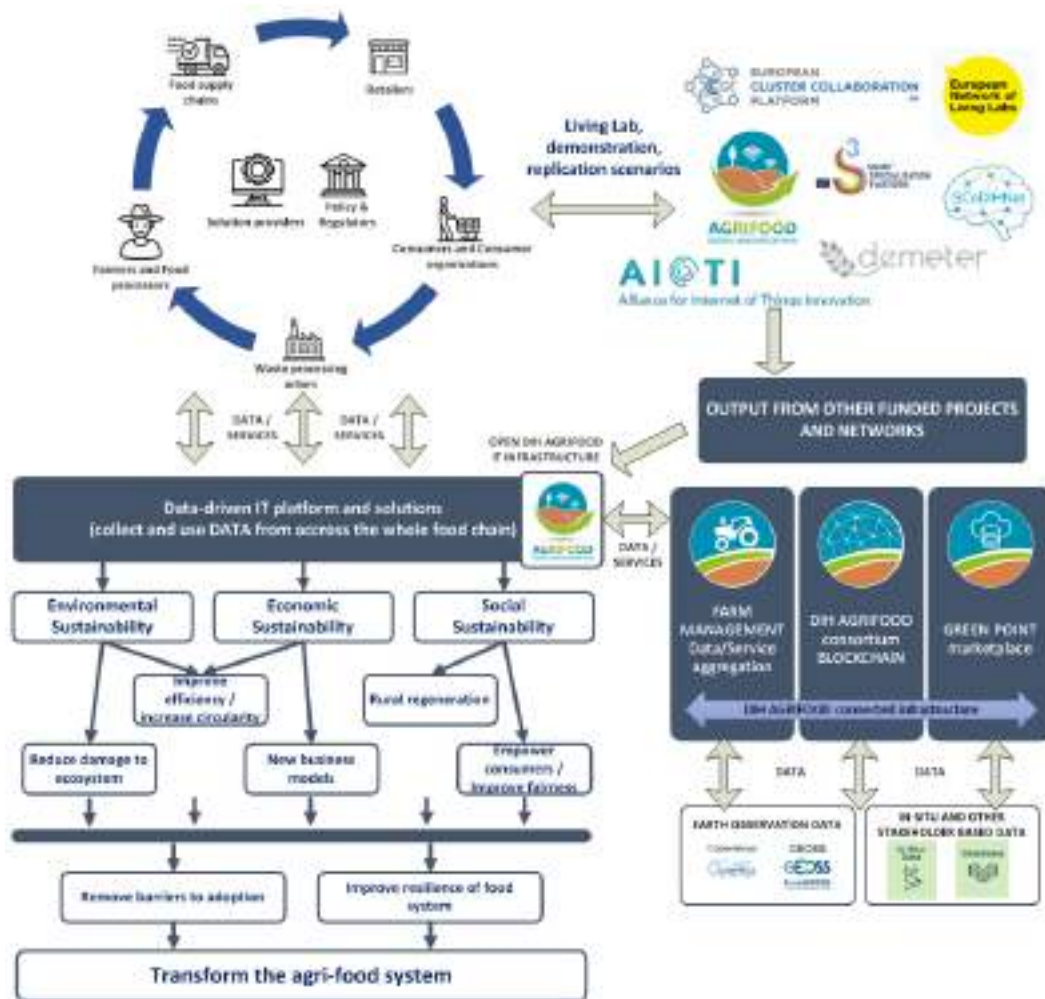 Food supply
chains
Retailers
Solution providers
Policy &
Regulators
Farmers and Food
processors
Consumers and Consumer
organisations
Waste processing
actors
Living Lab,
demonstration,
replication scenarios
EUROPEAN
CLUSTER COLLABORATION
PLATFORM
European
Network of
Living Labs
AGRIFOOD
S3
demeter
AIOTI
Alliance for Internet of Things Innovation
DATA /
SERVICES
DATA /
SERVICES
OUTPUT FROM OTHER FUNDED PROJECTS
AND NETWORKS
OPEN DIH AGRIFOOD
IT INFRASTRUCTURE
Data-driven IT platform and solutions
(collect and use DATA from accross the whole food chain)
AGRIFOOD
DATA /
SERVICES
FARM
MANAGEMENT
Data/Service
aggregation
DIH AGRIFOOD
consortium
BLOCKCHAIN
GREEN POINT
marketplace
DIH AGRIFOOD connected infrastructure
Environmental
Sustainability
Economic
Sustainability
Social
Sustainability
Improve
efficiency /
increase circularity
Rural regeneration
Reduce damage to
ecosystem
New business
models
Empower
consumers /
Improve fairness
DATA
DATA
EARTH OBSERVATION DATA
GEOSS
IN-SITU AND OTHER
STAKEHOLDER BASED DATA
Remove barriers to adoption
Improve resilience of food
system
Transform the agri-food system